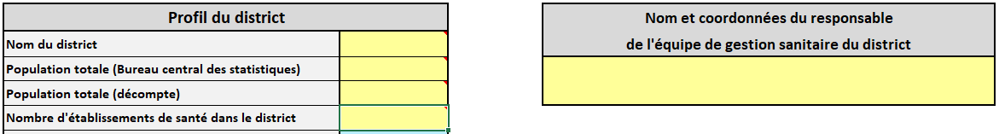 Profil du district
Nom du district
Population totale (Bureau central des statistiques)
Population totale (décompte)
Nombre d'établissements de santé dans le district
Nom et coordonnées du responsable
de l'équipe de gestion sanitaire du district